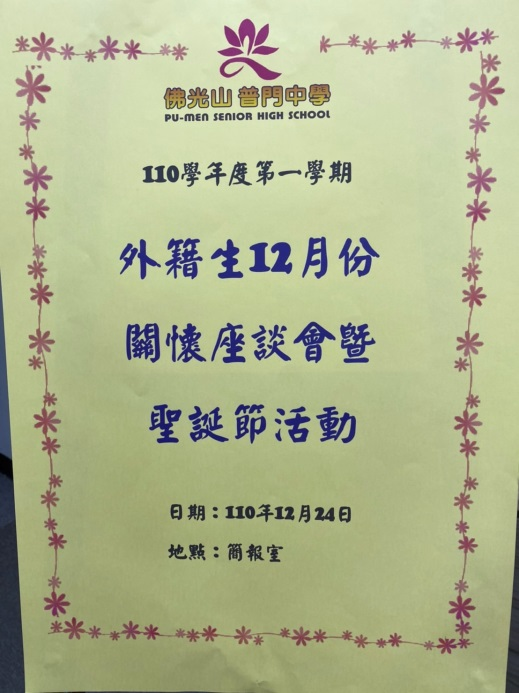 佛光山 普門中學
PU-MEN SENIOR HIGH SCHOOL
110學年度第一學期
外籍生12月份
關懷座談會暨
聖誕節活動
日期：110年12月24日
地點：簡報室